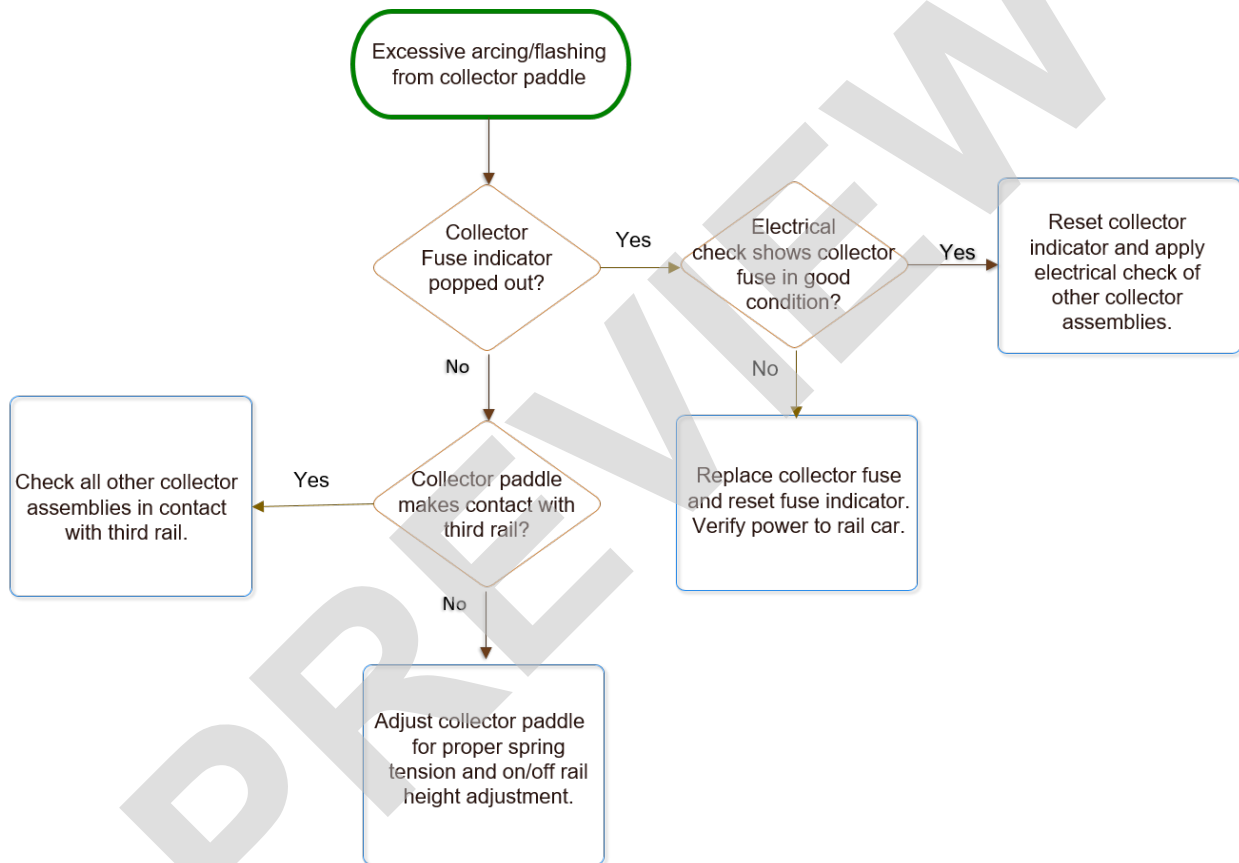 Excessive arcing/flashing
from collector paddle
Collector
Fuse indicator
popped out?
Yes
Electrical
check shows collector
fuse in good
condition?
Yes
Reset collector
indicator and apply
electrical check of
other collector
assemblies.
No
No
Replace collector fuse
and reset fuse indicator.
Verify power to rail car.
Collector paddle
makes contact with
third rail?
Yes
Check all other collector
assemblies in contact
with third rail.
No
Adjust collector paddle
for proper spring
tension and on/off rail
height adjustment.
PREVIEW